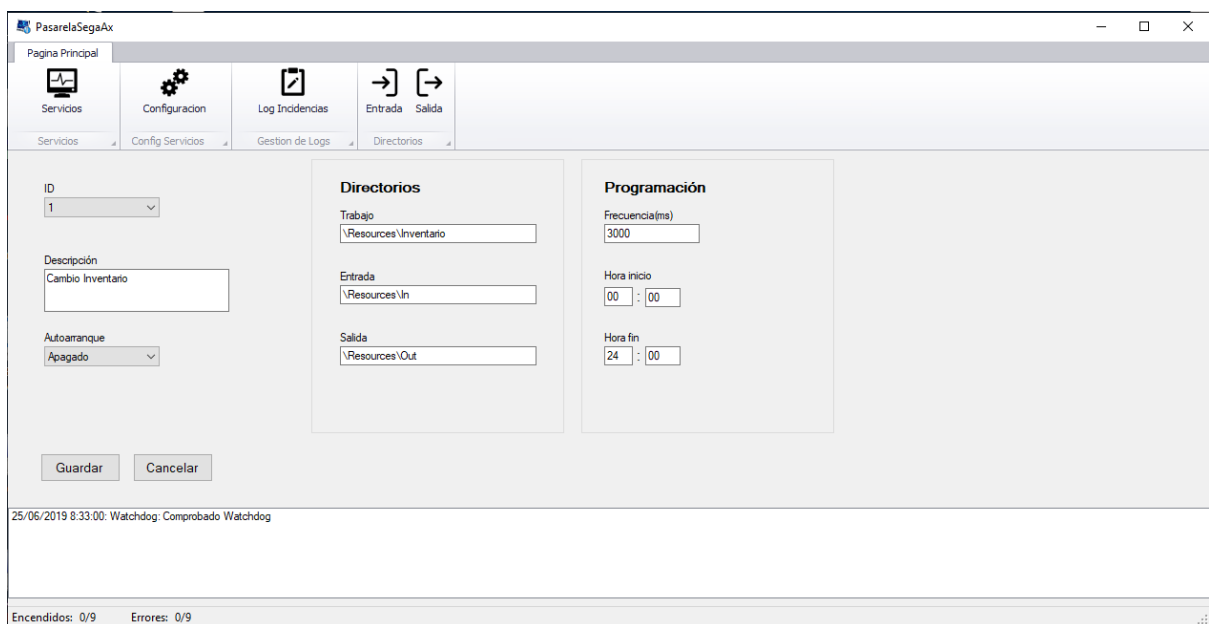 PasarelaSegaAx
Pagina Principal
Servicios
Configuracion
Log Incidencias
Entrada Salida
Servicios
Config Servicios
Gestion de Logs
Directorios
ID
1
Descripción
Cambio Inventario
Autoarranque
Apagado
Directorios
Trabajo
\Resources\Inventario
Entrada
\Resources\In
Salida
\Resources\Out
Programación
Frecuencia(ms)
3000
Hora inicio
00 : 00
Hora fin
24 : 00
Guardar
Cancelar
25/06/2019 8:33:00: Watchdog: Comprobado Watchdog
Encendidos: 0/9 Errores: 0/9